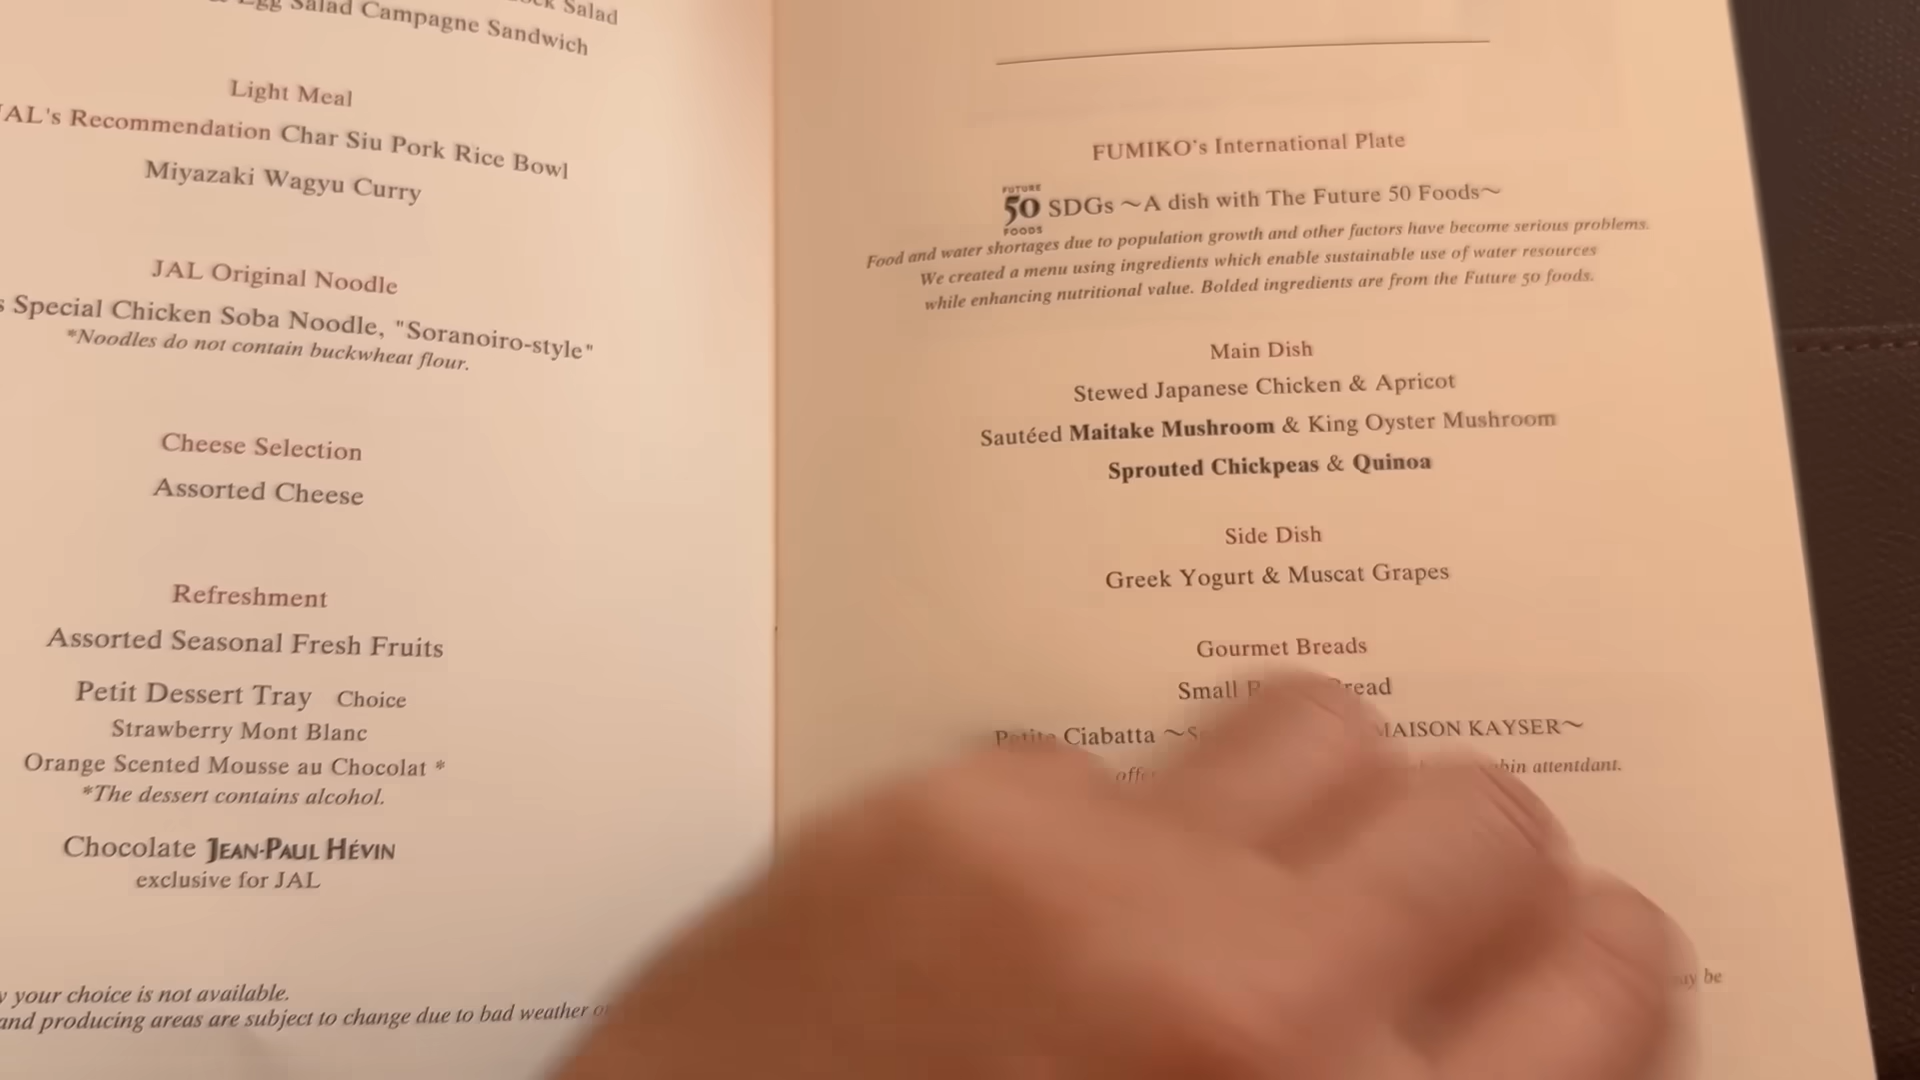 Salad
Egg Salad Campagne Sandwich
Light Meal
JAL's Recommendation Char Siu Pork Rice Bowl
Miyazaki Wagyu Curry
JAL Original Noodle
Special Chicken Soba Noodle, "Soranoiro-style"
*Noodles do not contain buckwheat flour.
Cheese Selection
Assorted Cheese
Refreshment
Assorted Seasonal Fresh Fruits
Petit Dessert Tray Choice
Strawberry Mont Blanc
Orange Scented Mousse au Chocolat *
*The dessert contains alcohol.
Chocolate JEAN-PAUL HÉVIN
exclusive for JAL
your choice is not available.
and producing areas are subject to change due to bad weather
FUMIKO's International Plate
FUTURE 50 FOODS SDGs ～A dish with The Future 50 Foods～
Food and water shortages due to population growth and other factors have become serious problems.
We created a menu using ingredients which enable sustainable use of water resources
while enhancing nutritional value. Bolded ingredients are from the Future 50 foods.
Main Dish
Stewed Japanese Chicken & Apricot
Sautéed Maitake Mushroom & King Oyster Mushroom
Sprouted Chickpeas & Quinoa
Side Dish
Greek Yogurt & Muscat Grapes
Gourmet Breads
Small Bread
Petite Ciabatta MAISON KAYSER～
attentdant.
be